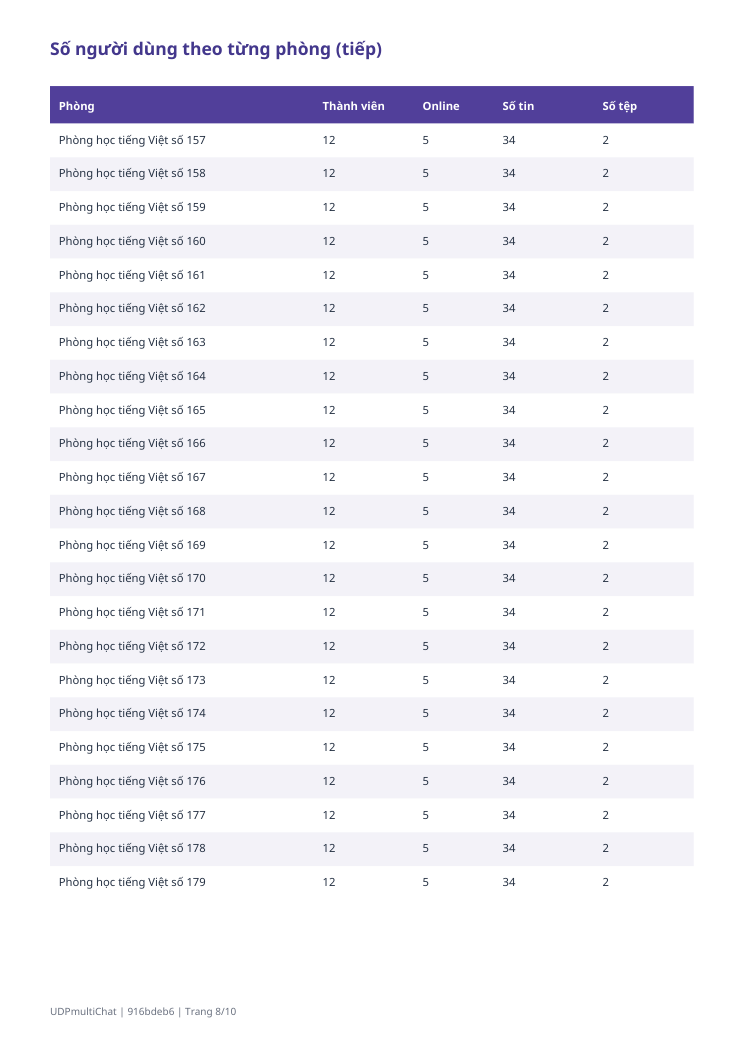 Số người dùng theo từng phòng (tiếp)
Phòng Thành viên Online Số tin Số tệp
Phòng học tiếng Việt số 157 12 5 34 2
Phòng học tiếng Việt số 158 12 5 34 2
Phòng học tiếng Việt số 159 12 5 34 2
Phòng học tiếng Việt số 160 12 5 34 2
Phòng học tiếng Việt số 161 12 5 34 2
Phòng học tiếng Việt số 162 12 5 34 2
Phòng học tiếng Việt số 163 12 5 34 2
Phòng học tiếng Việt số 164 12 5 34 2
Phòng học tiếng Việt số 165 12 5 34 2
Phòng học tiếng Việt số 166 12 5 34 2
Phòng học tiếng Việt số 167 12 5 34 2
Phòng học tiếng Việt số 168 12 5 34 2
Phòng học tiếng Việt số 169 12 5 34 2
Phòng học tiếng Việt số 170 12 5 34 2
Phòng học tiếng Việt số 171 12 5 34 2
Phòng học tiếng Việt số 172 12 5 34 2
Phòng học tiếng Việt số 173 12 5 34 2
Phòng học tiếng Việt số 174 12 5 34 2
Phòng học tiếng Việt số 175 12 5 34 2
Phòng học tiếng Việt số 176 12 5 34 2
Phòng học tiếng Việt số 177 12 5 34 2
Phòng học tiếng Việt số 178 12 5 34 2
Phòng học tiếng Việt số 179 12 5 34 2
UDPmultiChat | 916bdeb6 | Trang 8/10